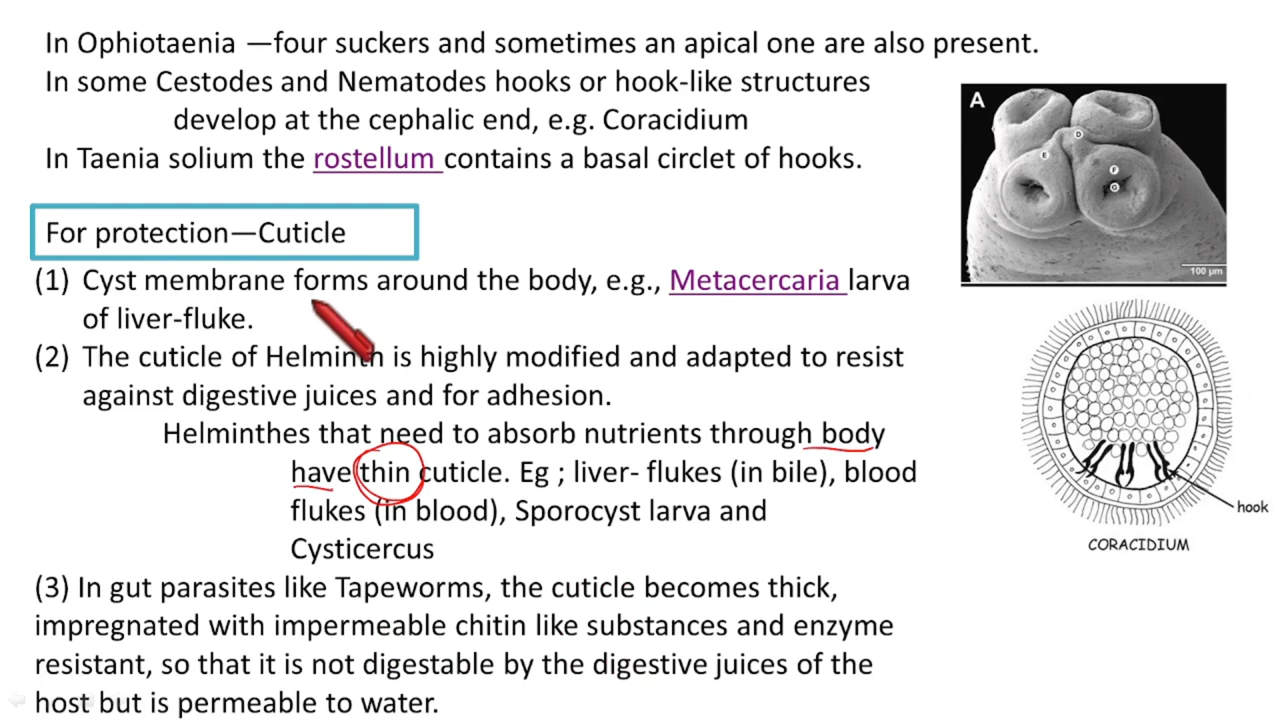 In Ophiotaenia —four suckers and sometimes an apical one are also present.
In some Cestodes and Nematodes hooks or hook-like structures
develop at the cephalic end, e.g. Coracidium
In Taenia solium the rostellum contains a basal circlet of hooks.
For protection—Cuticle
(1) Cyst membrane forms around the body, e.g., Metacercaria larva
of liver-fluke.
(2) The cuticle of Helminth is highly modified and adapted to resist
against digestive juices and for adhesion.
Helminthes that need to absorb nutrients through body
have thin cuticle. Eg ; liver- flukes (in bile), blood
flukes (in blood), Sporocyst larva and
Cysticercus
(3) In gut parasites like Tapeworms, the cuticle becomes thick,
impregnated with impermeable chitin like substances and enzyme
resistant, so that it is not digestable by the digestive juices of the
host but is permeable to water.
A
D
E
F
G
100 µm
hook
CORACIDIUM